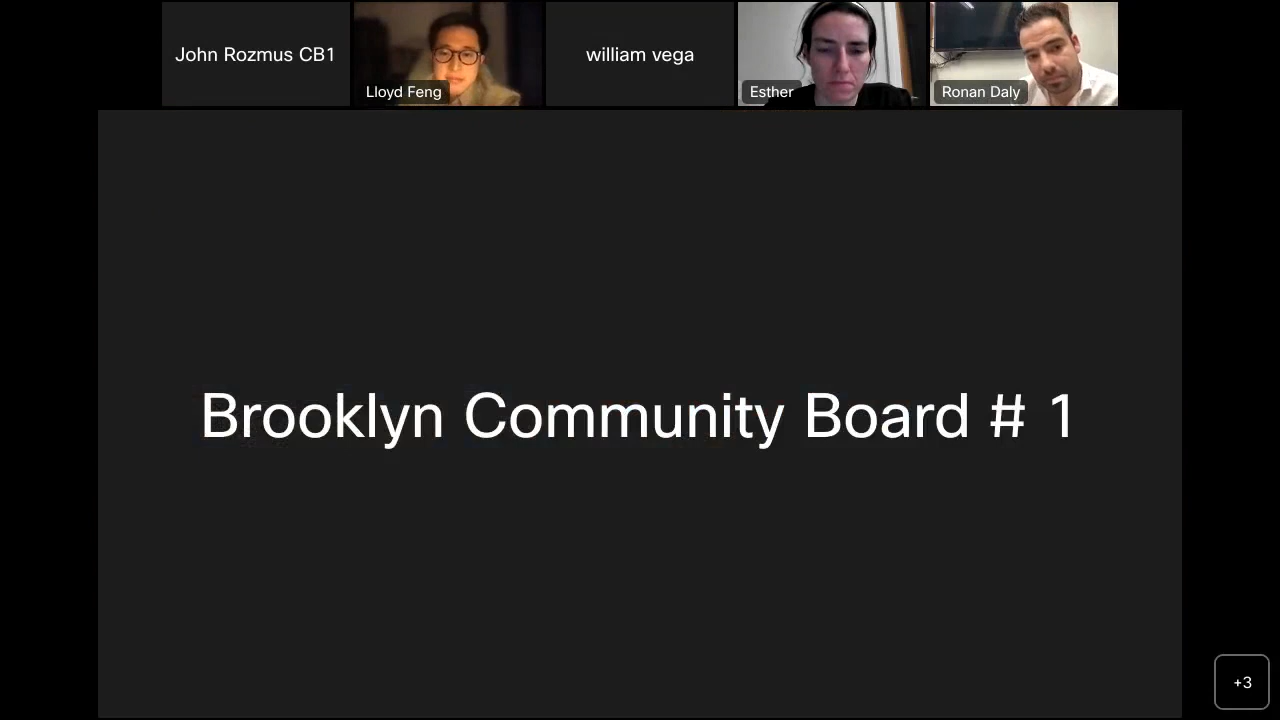 John Rozmus CB1
Lloyd Feng
william vega
Esther
Ronan Daly
Brooklyn Community Board # 1
+3